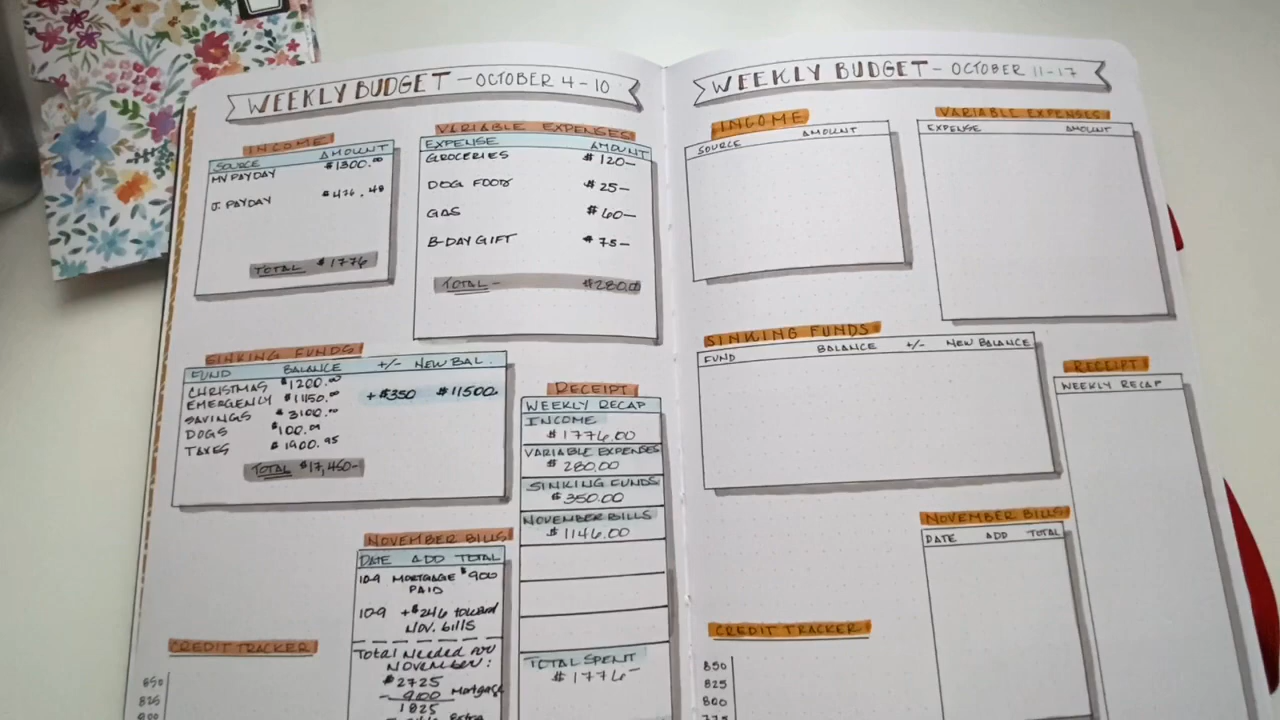 WEEKLY BUDGET - OCTOBER 4-10
INCOME
SOURCE AMOUNT
MY PAYDAY $1300.00
J. PAYDAY $476.48
TOTAL $1776
VARIABLE EXPENSES
EXPENSE AMOUNT
GROCERIES $120-
DOG FOOD $25-
GAS $60-
B-DAY GIFT $75-
TOTAL - $280.00
SINKING FUNDS
FUND BALANCE +/- NEW BAL.
CHRISTMAS $1200.00
EMERGENCY $11150.00 +$350 $11500.
SAVINGS $3100.00
DOGS $100.00
TAXES $1900.95
TOTAL $17,450-
RECEIPT
WEEKLY RECAP
INCOME
$1776.00
VARIABLE EXPENSES
$280.00
SINKING FUNDS
$350.00
NOVEMBER BILLS
$1146.00
TOTAL SPENT
$1776-
NOVEMBER BILLS
DATE ADD TOTAL
10-9 MORTGAGE $900
PAID
10-9 +$246 toward
NOV. bills
Total Needed for
NOVEMBER:
$2725
- 900 Mortgage
1825
CREDIT TRACKER
850
825
800
WEEKLY BUDGET - OCTOBER 11-17
INCOME
SOURCE AMOUNT
VARIABLE EXPENSES
EXPENSE AMOUNT
SINKING FUNDS
FUND BALANCE +/- NEW BALANCE
RECEIPT
WEEKLY RECAP
NOVEMBER BILLS
DATE ADD TOTAL
CREDIT TRACKER
850
825
800
775